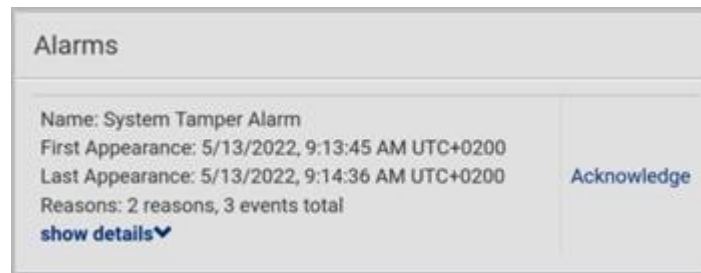 Alarms
Name: System Tamper Alarm
First Appearance: 5/13/2022, 9:13:45 AM UTC+0200
Last Appearance: 5/13/2022, 9:14:36 AM UTC+0200
Acknowledge
Reasons: 2 reasons, 3 events total
show details